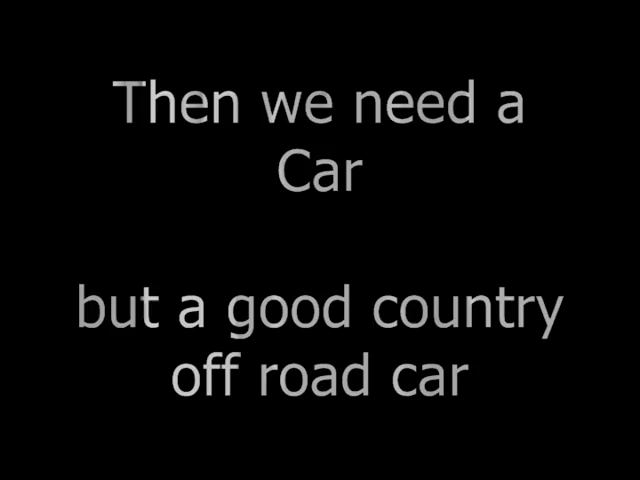 Then we need a
Car
but a good country
off road car